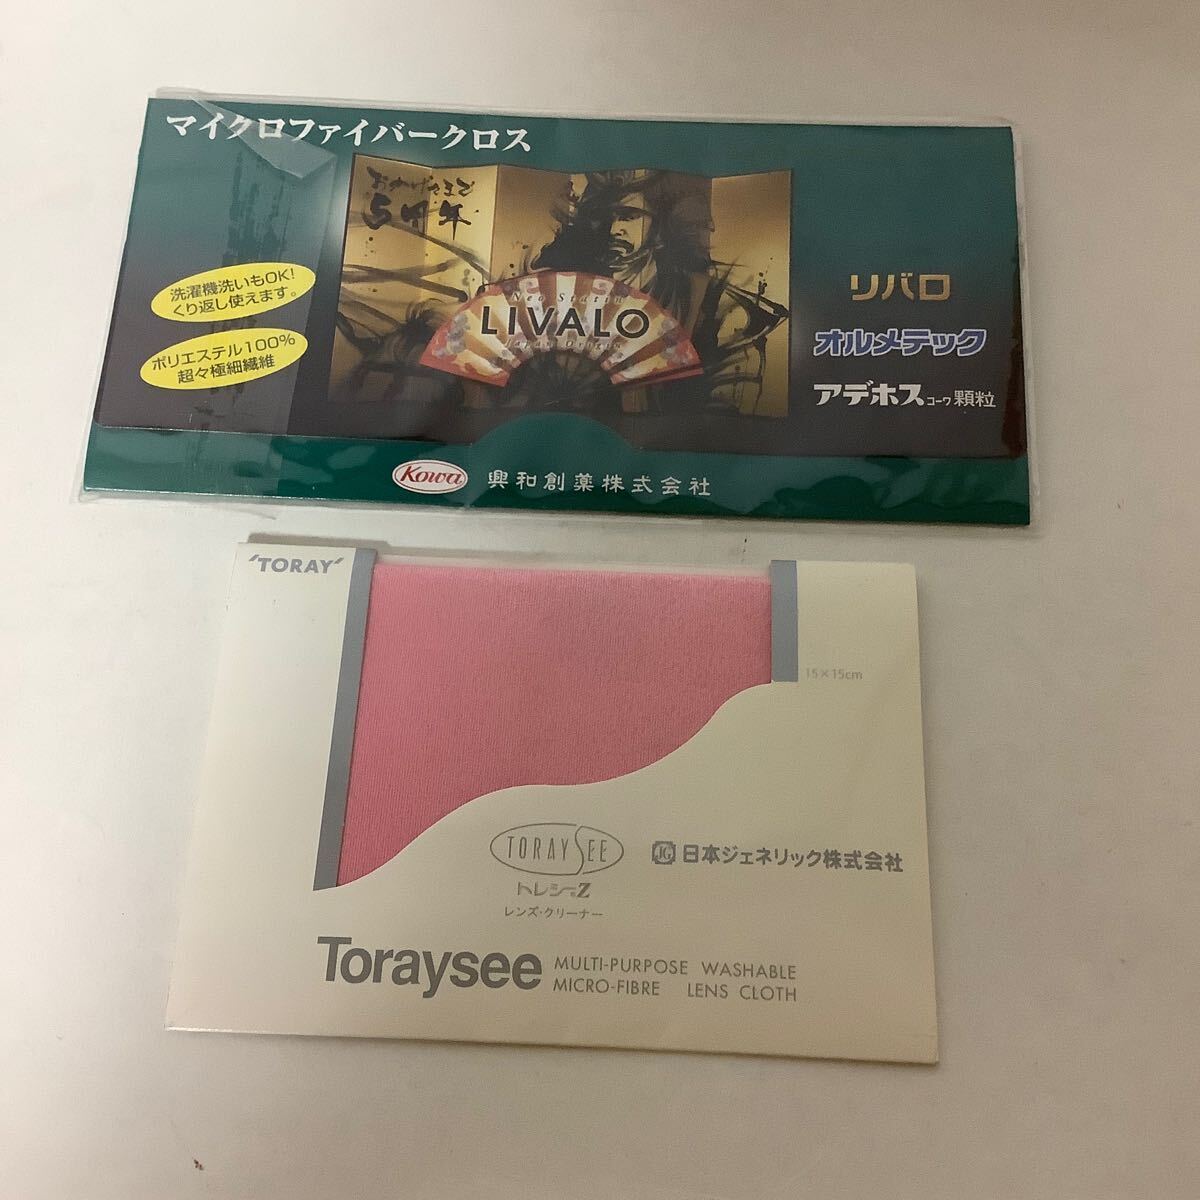 マイクロファイバークロス
おかげさまで
5周年
洗濯機洗いもOK!
くり返し使えます。
ポリエステル100%
超々極細繊維
Neo Statin
LIVALO
Japan Origin
リバロ
オルメテック
アデホスコーワ顆粒
Kowa 興和創薬株式会社
'TORAY'
15×15cm
TORAYSEE
トレシーZ
レンズ・クリーナー
JG 日本ジェネリック株式会社
Toraysee
MULTI-PURPOSE WASHABLE
MICRO-FIBRE LENS CLOTH